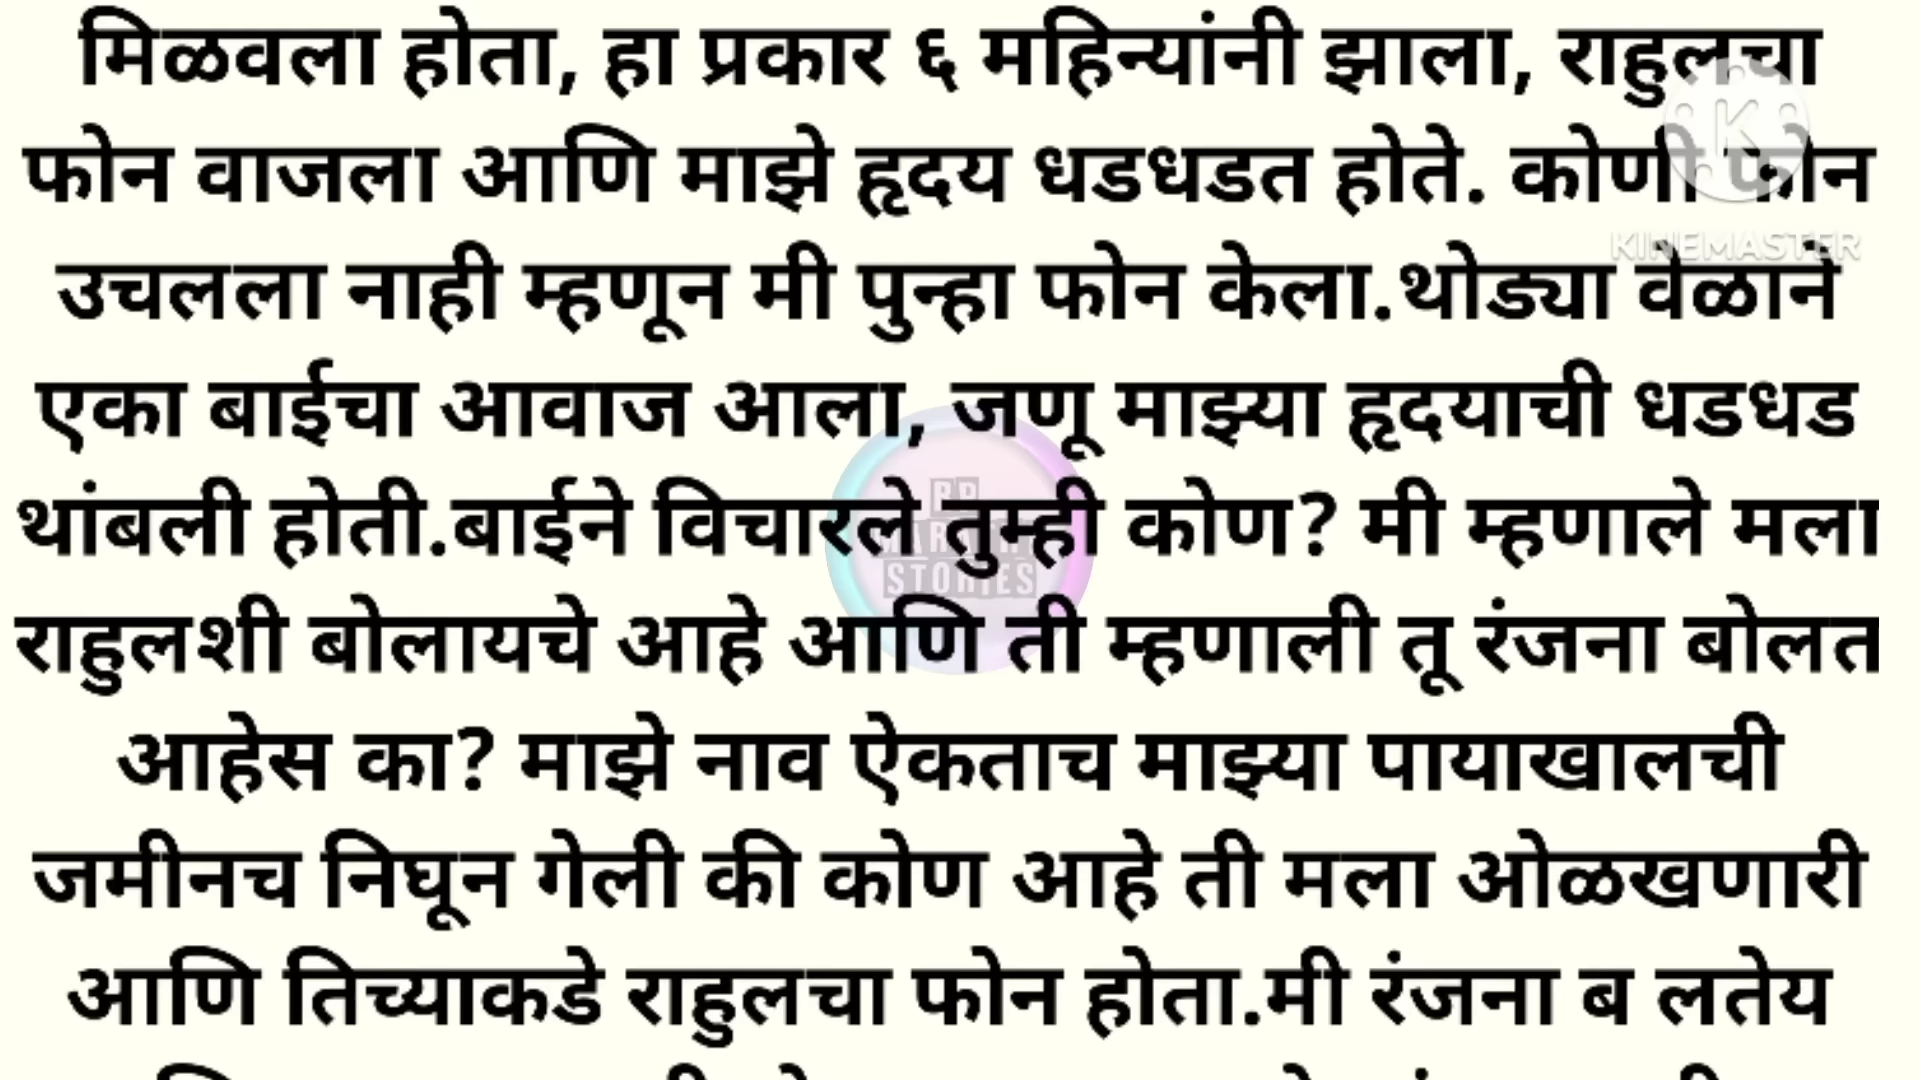 मिळवला होता, हा प्रकार ६ महिन्यांनी झाला, राहुलचा
फोन वाजला आणि माझे हृदय धडधडत होते. कोणी फोन
KINEMASTER
उचलला नाही म्हणून मी पुन्हा फोन केला.थोड्या वेळाने
एका बाईचा आवाज आला, जणू माझ्या हृदयाची धडधड
थांबली होती.बाईने विचारले तुम्ही कोण? मी म्हणाले मला
STORIES
राहुलशी बोलायचे आहे आणि ती म्हणाली तू रंजना बोलत
आहेस का? माझे नाव ऐकताच माझ्या पायाखालची
जमीनच निघून गेली की कोण आहे ती मला ओळखणारी
आणि तिच्याकडे राहुलचा फोन होता.मी रंजना ब लतेय